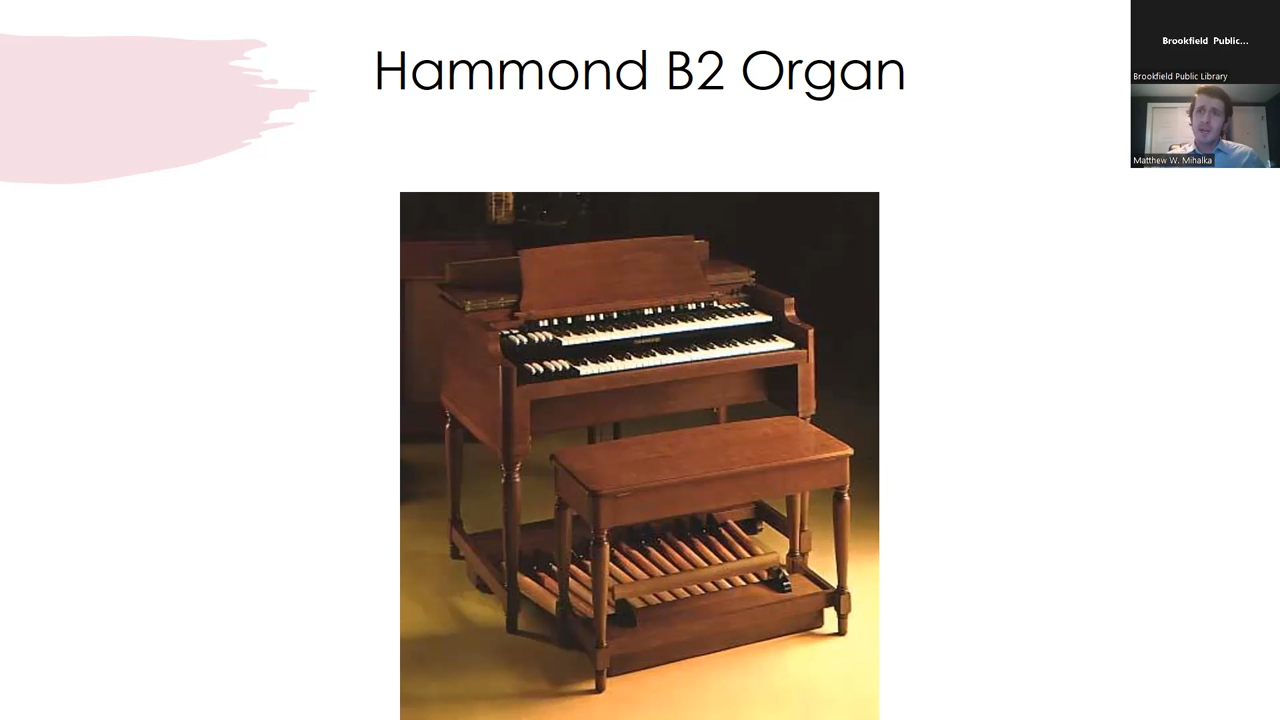 Hammond B2 Organ
Brookfield Public...
Brookfield Public Library
Matthew W. Mihalka